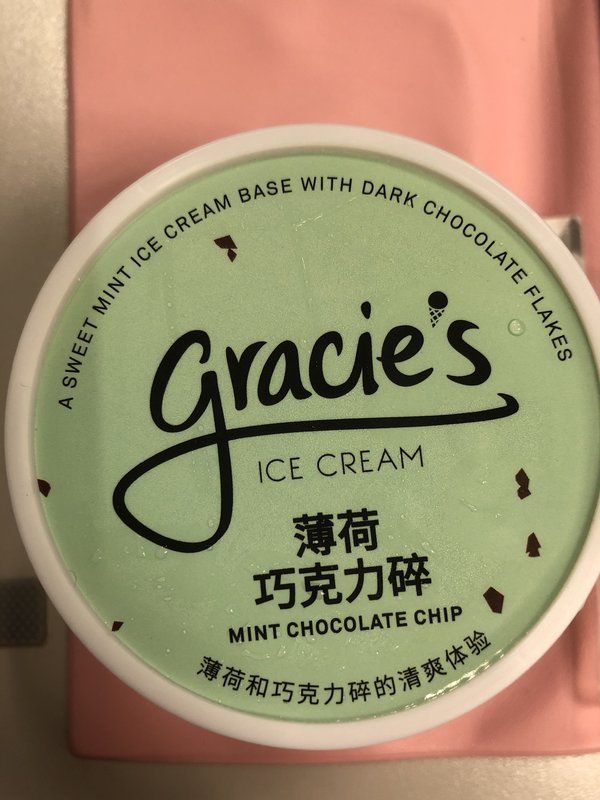 A SWEET MINT ICE CREAM BASE WITH DARK CHOCOLATE FLAKES
gracie's
ICE CREAM
薄荷
巧克力碎
MINT CHOCOLATE CHIP
薄荷和巧克力碎的清爽体验